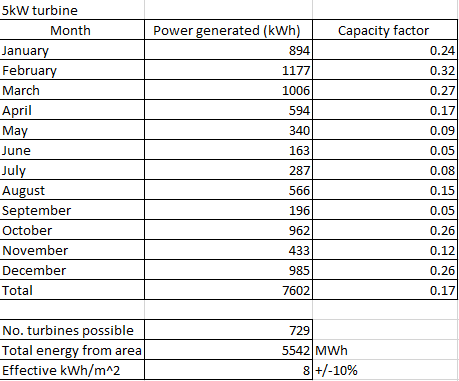 5kW turbine
Month Power generated (kWh) Capacity factor
January 894 0.24
February 1177 0.32
March 1006 0.27
April 594 0.17
May 340 0.09
June 163 0.05
July 287 0.08
August 566 0.15
September 196 0.05
October 962 0.26
November 433 0.12
December 985 0.26
Total 7602 0.17
No. turbines possible 729
Total energy from area 5542 MWh
Effective kWh/m^2 8 +/-10%